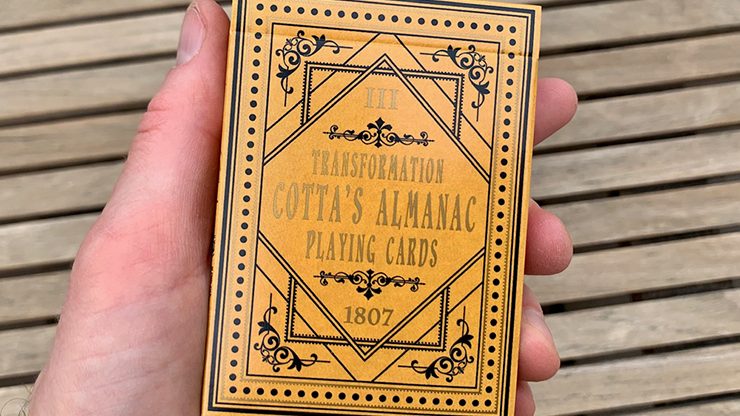 III
TRANSFORMATION
COTTA'S ALMANAC
PLAYING CARDS
1807